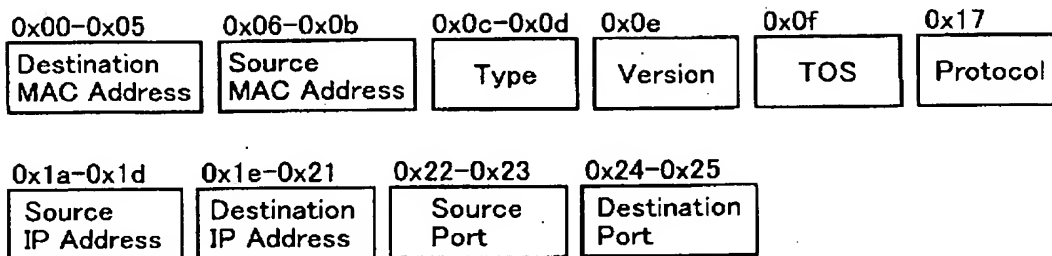 0x00-0x05 0x06-0x0b 0x0c-0x0d 0x0e 0x0f 0x17
Destination Source Type Version TOS Protocol
MAC Address MAC Address
0x1a-0x1d 0x1e-0x21 0x22-0x23 0x24-0x25
Source Destination Source Destination
IP Address IP Address Port Port